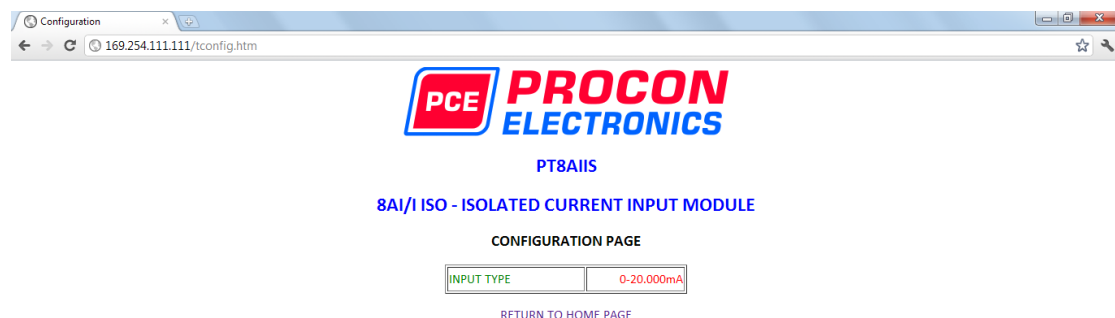 Configuration
169.254.111.111/tconfig.htm
PCE PROCON
ELECTRONICS
PT8AIIS
8AI/I ISO - ISOLATED CURRENT INPUT MODULE
CONFIGURATION PAGE
INPUT TYPE 0-20.000mA
RETURN TO HOME PAGE